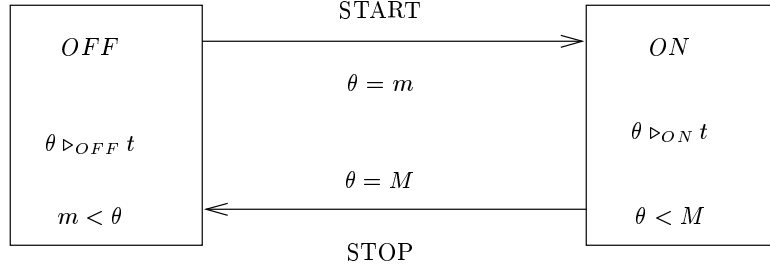 START
OFF
ON
θ = m
θ ▷_{OFF} t
θ ▷_{ON} t
θ = M
m < θ
θ < M
STOP